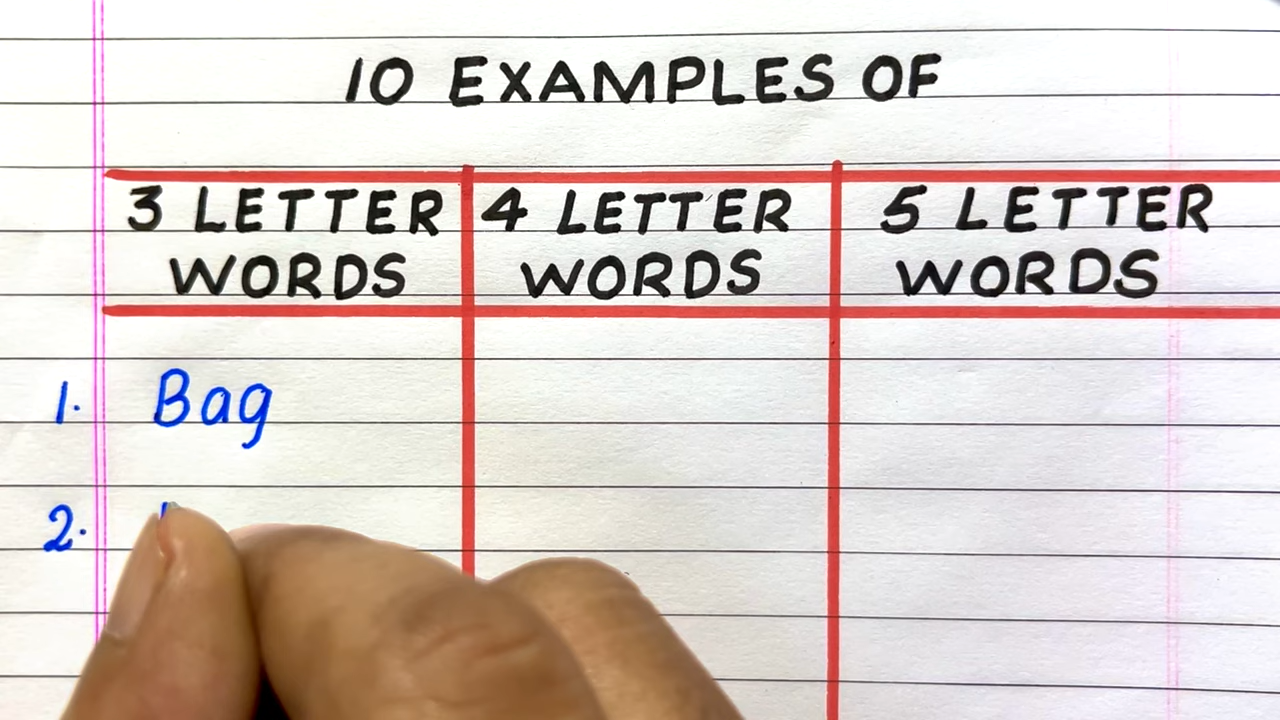 10 EXAMPLES OF
3 LETTER WORDS
4 LETTER WORDS
5 LETTER WORDS
1. Bag
2.